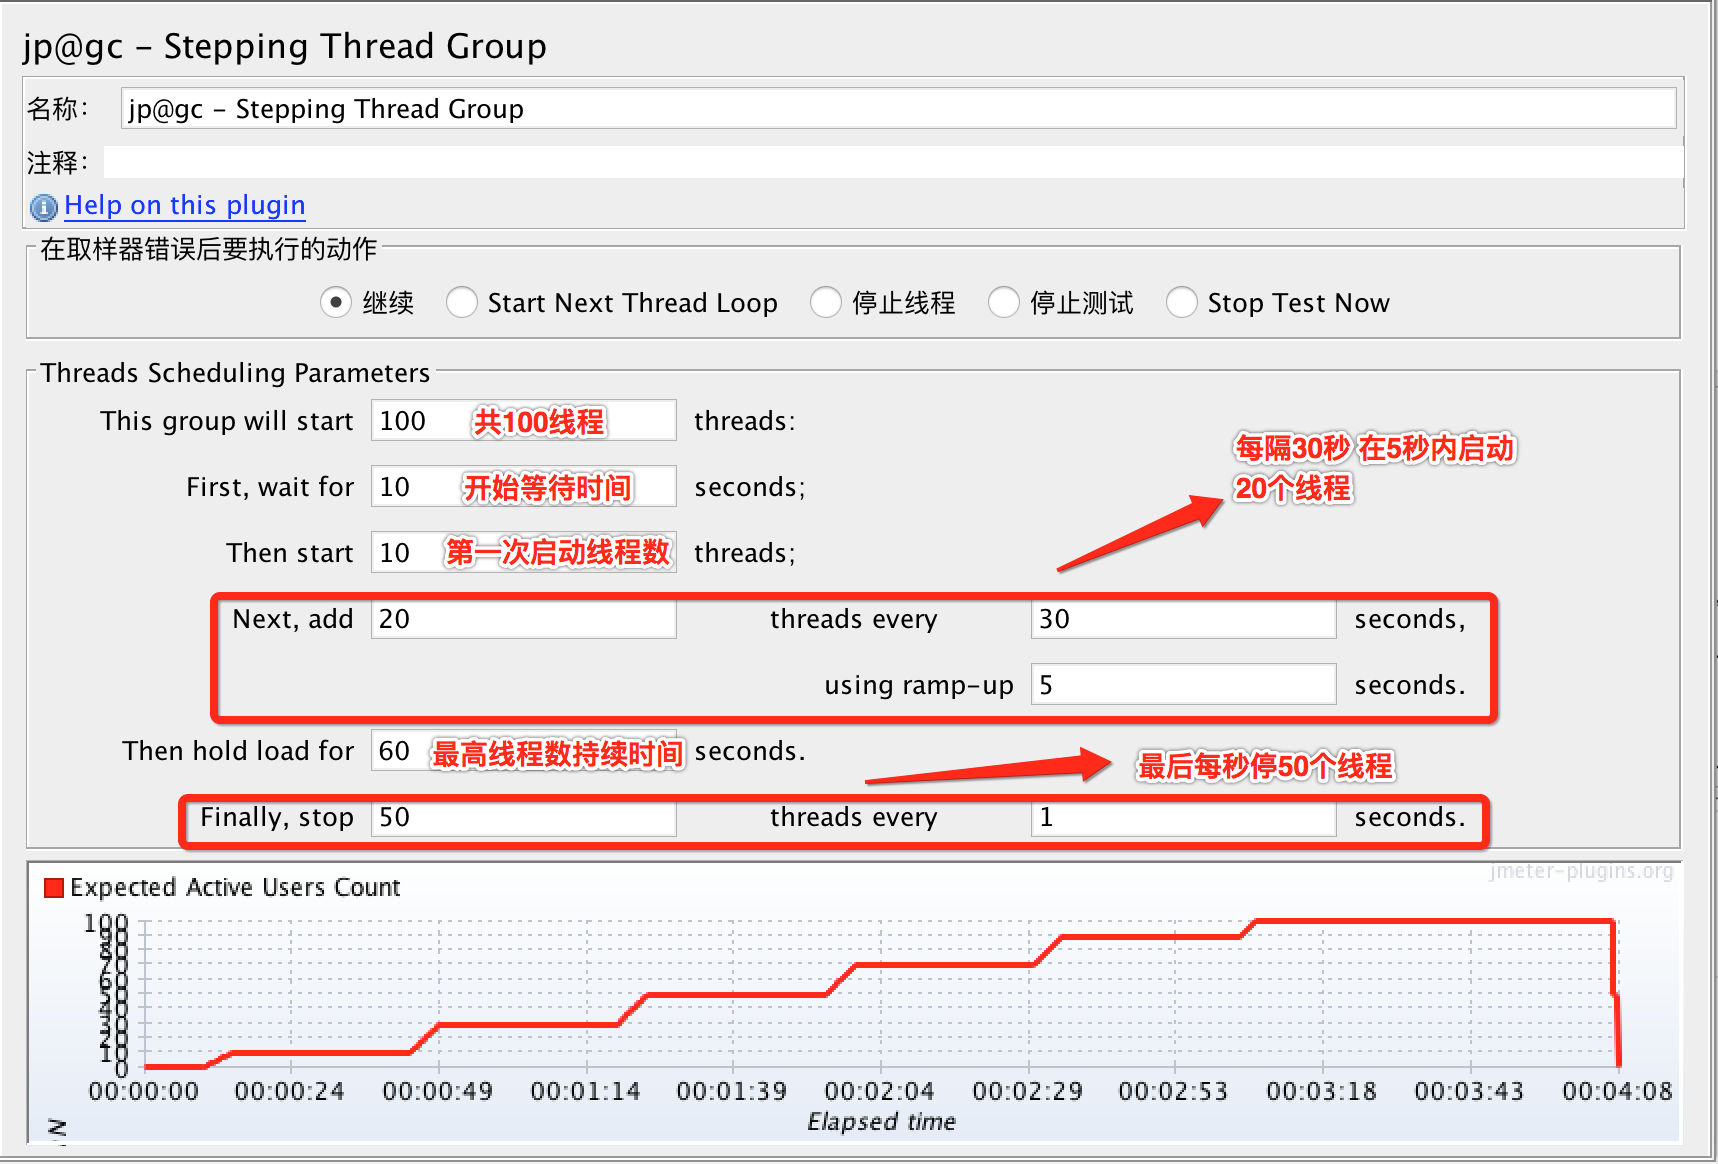 jp@gc - Stepping Thread Group
名称： jp@gc - Stepping Thread Group
注释：
Help on this plugin
在取样器错误后要执行的动作
继续 Start Next Thread Loop 停止线程 停止测试 Stop Test Now
Threads Scheduling Parameters
This group will start 100 共100线程 threads:
First, wait for 10 开始等待时间 seconds;
Then start 10 第一次启动线程数 threads;
每隔30秒 在5秒内启动
20个线程
Next, add 20 threads every 30 seconds,
using ramp-up 5 seconds.
Then hold load for 60 最高线程数持续时间 seconds.
最后每秒停50个线程
Finally, stop 50 threads every 1 seconds.
jmeter-plugins.org
Expected Active Users Count
100
90
80
70
60
50
40
30
20
10
0
00:00:00 00:00:24 00:00:49 00:01:14 00:01:39 00:02:04 00:02:29 00:02:53 00:03:18 00:03:43 00:04:08
Elapsed time